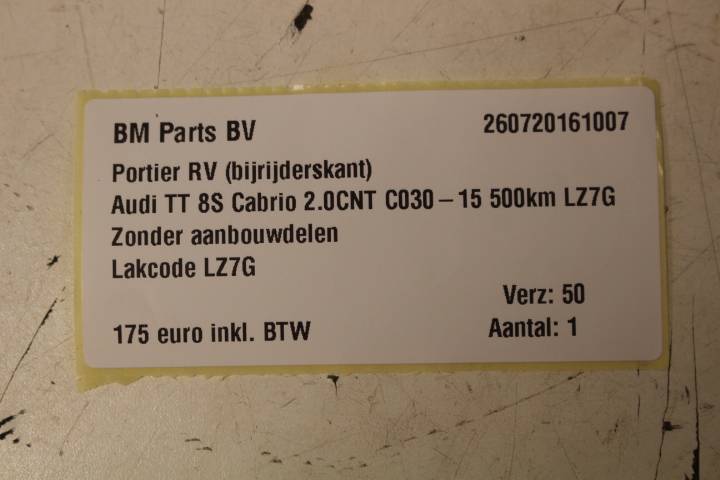 BM Parts BV 260720161007
Portier RV (bijrijderskant)
Audi TT 8S Cabrio 2.0CNT C030 – 15 500km LZ7G
Zonder aanbouwdelen
Lakcode LZ7G
Verz: 50
175 euro inkl. BTW Aantal: 1